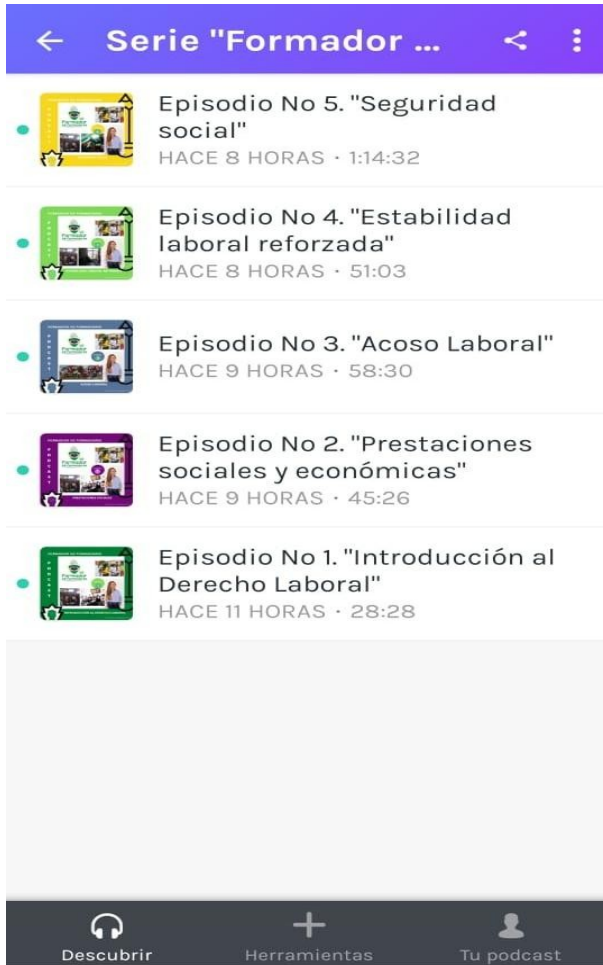 Serie "Formador ...
Episodio No 5. "Seguridad
social"
HACE 8 HORAS · 1:14:32
Episodio No 4. "Estabilidad
laboral reforzada"
HACE 8 HORAS · 51:03
Episodio No 3. "Acoso Laboral"
HACE 9 HORAS · 58:30
Episodio No 2. "Prestaciones
sociales y económicas"
HACE 9 HORAS · 45:26
Episodio No 1. "Introducción al
Derecho Laboral"
HACE 11 HORAS · 28:28
Descubrir
Herramientas
Tu podcast